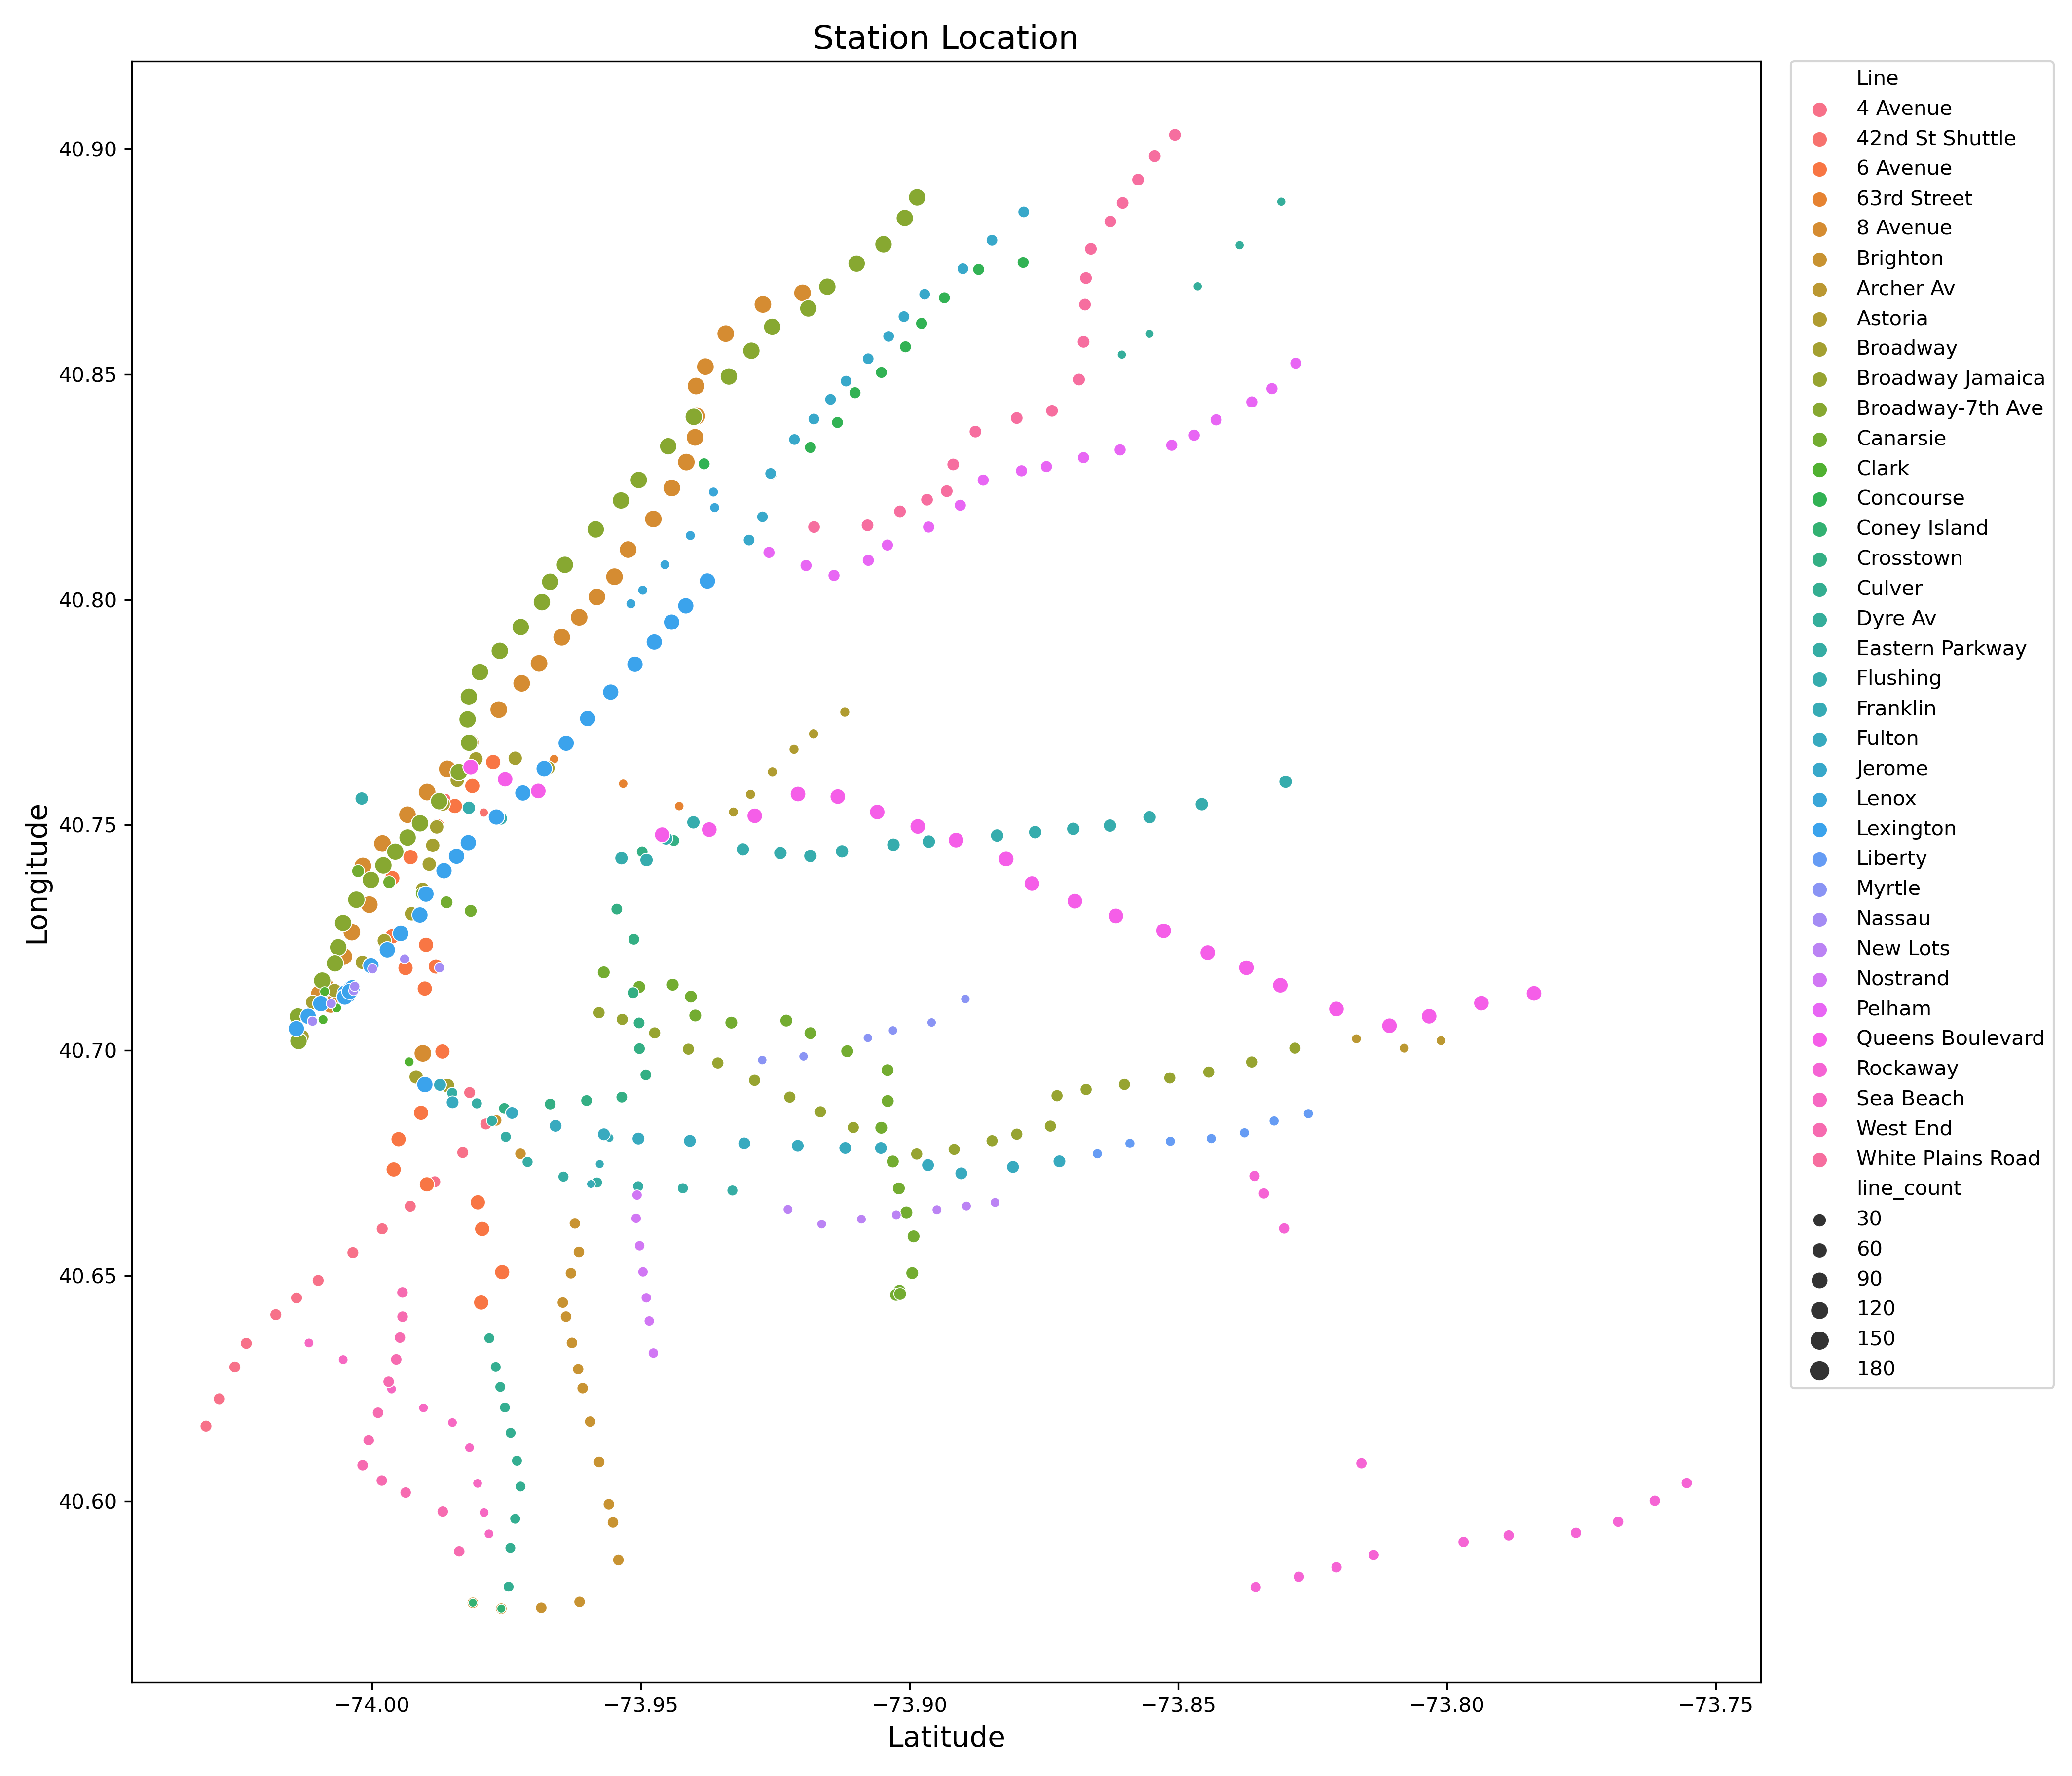 Station Location
Longitude
40.90
40.85
40.80
40.75
40.70
40.65
40.60
−74.00
−73.95
−73.90
−73.85
−73.80
−73.75
Latitude
Line
4 Avenue
42nd St Shuttle
6 Avenue
63rd Street
8 Avenue
Brighton
Archer Av
Astoria
Broadway
Broadway Jamaica
Broadway-7th Ave
Canarsie
Clark
Concourse
Coney Island
Crosstown
Culver
Dyre Av
Eastern Parkway
Flushing
Franklin
Fulton
Jerome
Lenox
Lexington
Liberty
Myrtle
Nassau
New Lots
Nostrand
Pelham
Queens Boulevard
Rockaway
Sea Beach
West End
White Plains Road
line_count
30
60
90
120
150
180